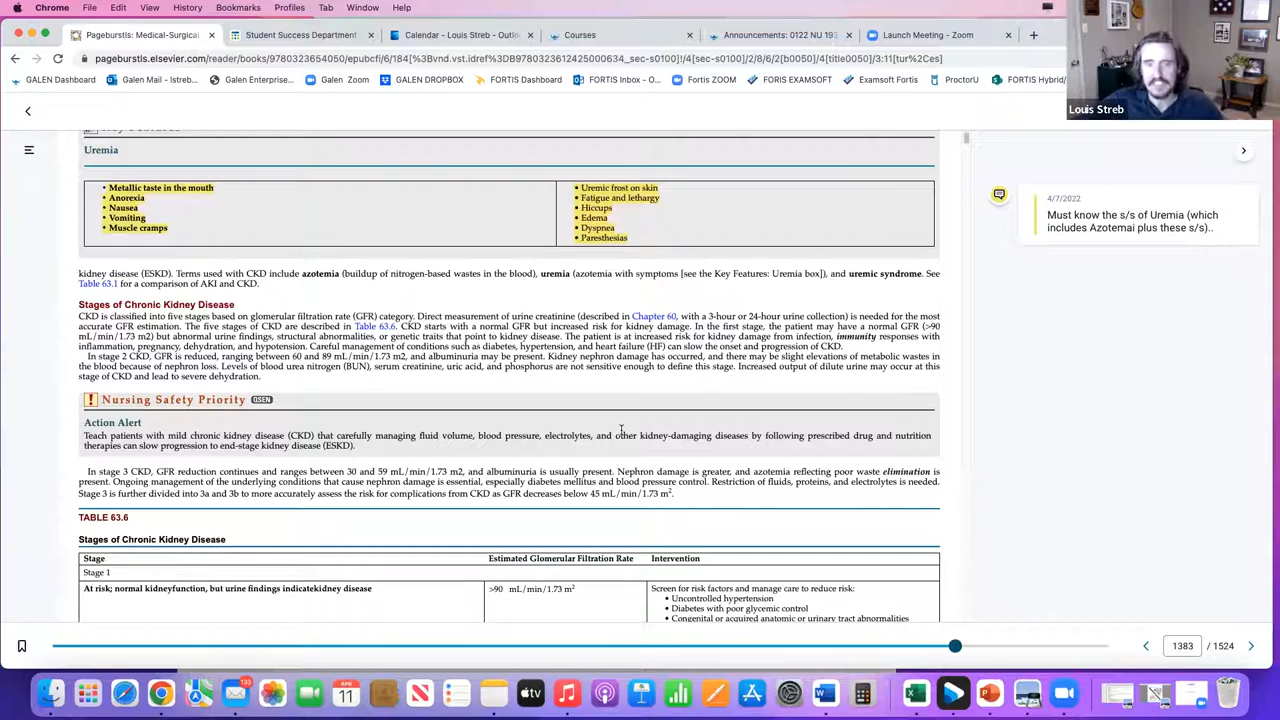 Chrome File Edit View History Bookmarks Profiles Tab Window Help
Pageburstls: Medical-Surgical Student Success Department Calendar - Louis Streb - Outlo Courses Announcements: 0122 NU 193 Launch Meeting - Zoom
pageburstls.elsevier.com/reader/books/9780323654050/epubcfi/6/184[%3Bvnd.vst.idref%3DB9780323612425000634_sec-s0100]!/4[sec-s0100]/2/8/6/2[b0050]/4[title0050]/3:11[tur%2Ces]
GALEN Dashboard Galen Mail - lstreb... Galen Enterprise... Galen Zoom GALEN DROPBOX FORTIS Dashboard FORTIS Inbox - O... Fortis ZOOM FORIS EXAMSOFT Examsoft Fortis ProctorU FORTIS Hybrid/
Louis Streb
Uremia
• Metallic taste in the mouth
• Anorexia
• Nausea
• Vomiting
• Muscle cramps
• Uremic frost on skin
• Fatigue and lethargy
• Hiccups
• Edema
• Dyspnea
• Paresthesias
4/7/2022
Must know the s/s of Uremia (which
includes Azotemai plus these s/s)..
kidney disease (ESKD). Terms used with CKD include azotemia (buildup of nitrogen-based wastes in the blood), uremia (azotemia with symptoms [see the Key Features: Uremia box]), and uremic syndrome. See
Table 63.1 for a comparison of AKI and CKD.
Stages of Chronic Kidney Disease
CKD is classified into five stages based on glomerular filtration rate (GFR) category. Direct measurement of urine creatinine (described in Chapter 60, with a 3-hour or 24-hour urine collection) is needed for the most
accurate GFR estimation. The five stages of CKD are described in Table 63.6. CKD starts with a normal GFR but increased risk for kidney damage. In the first stage, the patient may have a normal GFR (>90
mL/min/1.73 m2) but abnormal urine findings, structural abnormalities, or genetic traits that point to kidney disease. The patient is at increased risk for kidney damage from infection, immunity responses with
inflammation, pregnancy, dehydration, and hypotension. Careful management of conditions such as diabetes, hypertension, and heart failure (HF) can slow the onset and progression of CKD.
In stage 2 CKD, GFR is reduced, ranging between 60 and 89 mL/min/1.73 m2, and albuminuria may be present. Kidney nephron damage has occurred, and there may be slight elevations of metabolic wastes in
the blood because of nephron loss. Levels of blood urea nitrogen (BUN), serum creatinine, uric acid, and phosphorus are not sensitive enough to define this stage. Increased output of dilute urine may occur at this
stage of CKD and lead to severe dehydration.
! Nursing Safety Priority QSEN
Action Alert
Teach patients with mild chronic kidney disease (CKD) that carefully managing fluid volume, blood pressure, electrolytes, and other kidney-damaging diseases by following prescribed drug and nutrition
therapies can slow progression to end-stage kidney disease (ESKD).
In stage 3 CKD, GFR reduction continues and ranges between 30 and 59 mL/min/1.73 m2, and albuminuria is usually present. Nephron damage is greater, and azotemia reflecting poor waste elimination is
present. Ongoing management of the underlying conditions that cause nephron damage is essential, especially diabetes mellitus and blood pressure control. Restriction of fluids, proteins, and electrolytes is needed.
Stage 3 is further divided into 3a and 3b to more accurately assess the risk for complications from CKD as GFR decreases below 45 mL/min/1.73 m2.
TABLE 63.6
Stages of Chronic Kidney Disease
Stage Estimated Glomerular Filtration Rate Intervention
Stage 1
At risk; normal kidneyfunction, but urine findings indicatekidney disease >90 mL/min/1.73 m2 Screen for risk factors and manage care to reduce risk:
• Uncontrolled hypertension
• Diabetes with poor glycemic control
• Congenital or acquired anatomic or urinary tract abnormalities
1383 / 1524
133
APR
11